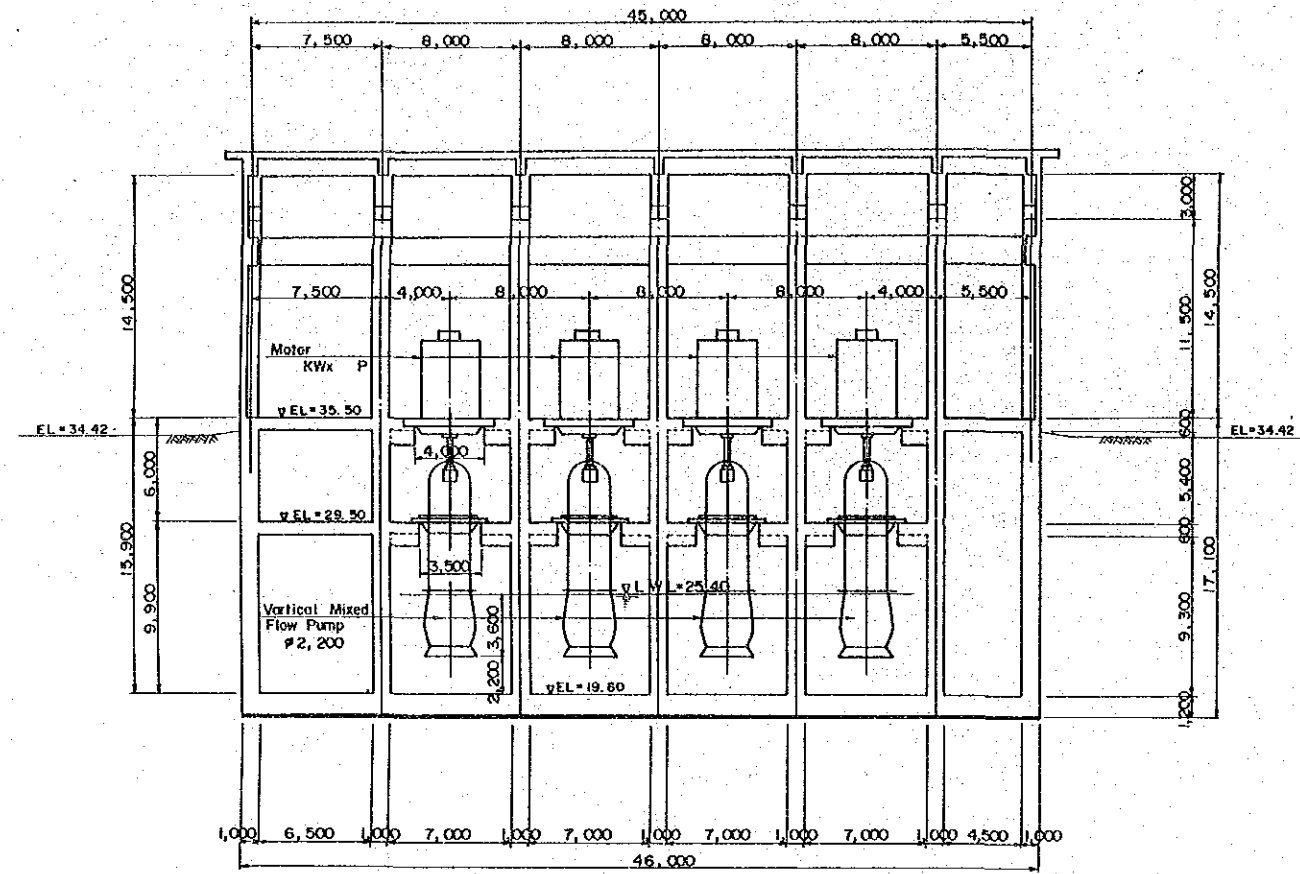 45,000
7,500 8,000 8,000 8,000 8,000 5,500
3,000
14,500
14,500
11,500
7,500 4,000 8,000 8,000 8,000 4,000 5,500
Motor
KWx P
EL=35.50
EL=34.42
EL=34.42
600
4,000
6,000
5,400
EL=29.50
15,900
600
17,100
3,500
L W L=25.40
9,900
9,300
Vartical Mixed
Flow Pump
ø2,200
3,600
2,200
EL=19.60
1,200
1,000 6,500 1,000 7,000 1,000 7,000 1,000 7,000 1,000 7,000 1,000 4,500 1,000
46,000